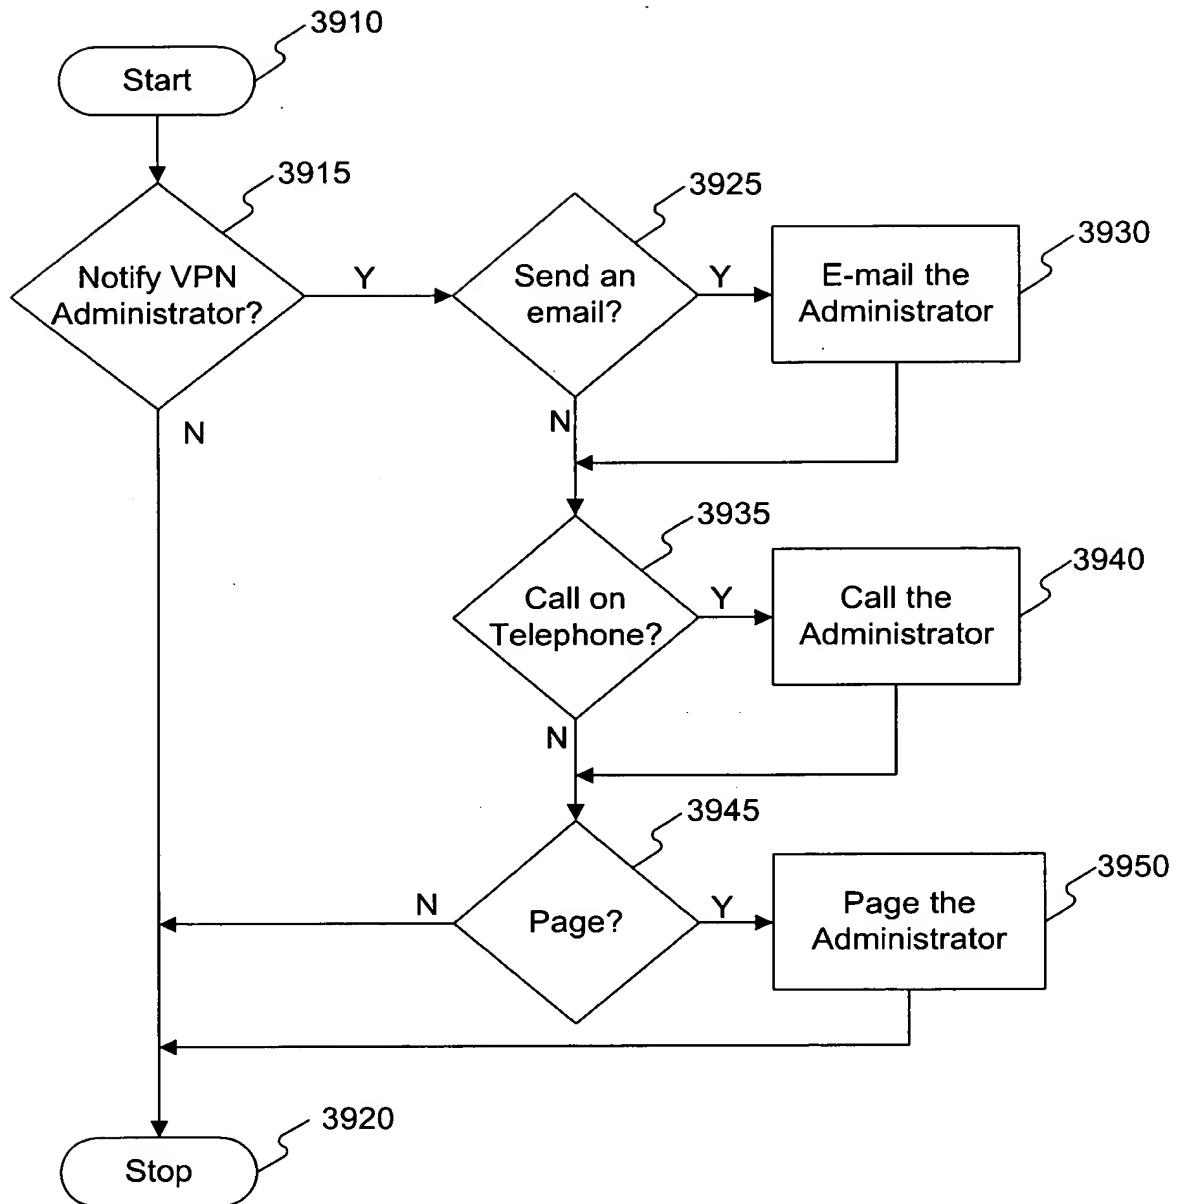 3910
Start
3915
Notify VPN
Administrator?
Y
N
3925
Send an
email?
Y
N
3930
E-mail the
Administrator
3935
Call on
Telephone?
Y
N
3940
Call the
Administrator
3945
Page?
N
Y
3950
Page the
Administrator
3920
Stop